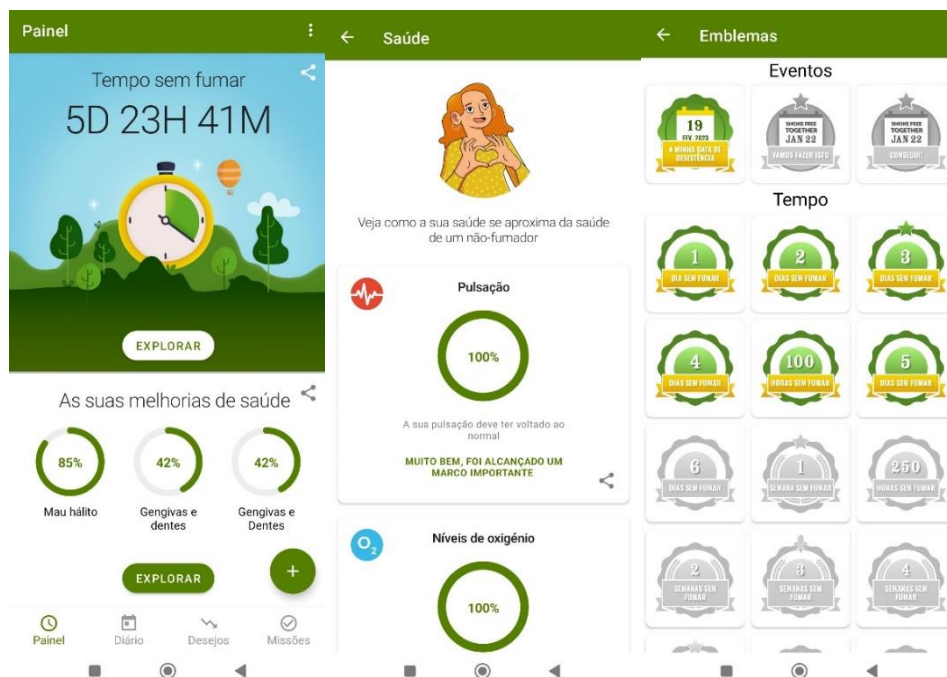 Painel
Tempo sem fumar
5D 23H 41M
EXPLORAR
As suas melhorias de saúde
85%
42%
42%
Mau hálito
Gengivas e
dentes
Gengivas e
Dentes
EXPLORAR
+
Painel
Diário
Desejos
Missões
Saúde
Veja como a sua saúde se aproxima da saúde
de um não-fumador
Pulsação
100%
A sua pulsação deve ter voltado ao
normal
MUITO BEM, FOI ALCANÇADO UM
MARCO IMPORTANTE
O2
Níveis de oxigénio
100%
Emblemas
Eventos
19
FEV. 2023
A MINHA DATA DE
DESISTÊNCIA
SMOKE FREE
TOGETHER
JAN 22
VAMOS FAZER ISTO
SMOKE FREE
TOGETHER
JAN 22
CONSEGUI!
Tempo
1
DIA SEM FUMAR
2
DIAS SEM FUMAR
3
DIAS SEM FUMAR
4
DIAS SEM FUMAR
100
HORAS SEM FUMAR
5
DIAS SEM FUMAR
6
DIAS SEM FUMAR
1
SEMANA SEM FUMAR
250
HORAS SEM FUMAR
2
SEMANAS SEM
FUMAR
3
SEMANAS SEM
FUMAR
4
SEMANAS SEM
FUMAR